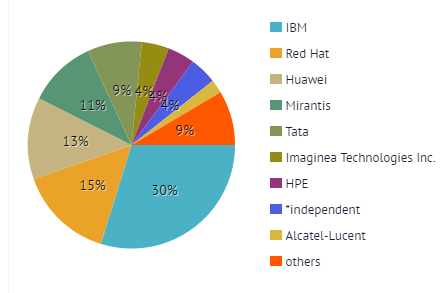 IBM
Red Hat
Huawei
Mirantis
Tata
Imaginea Technologies Inc.
HPE
*independent
Alcatel-Lucent
others
30%
15%
13%
11%
9%
4%
4%
4%
9%